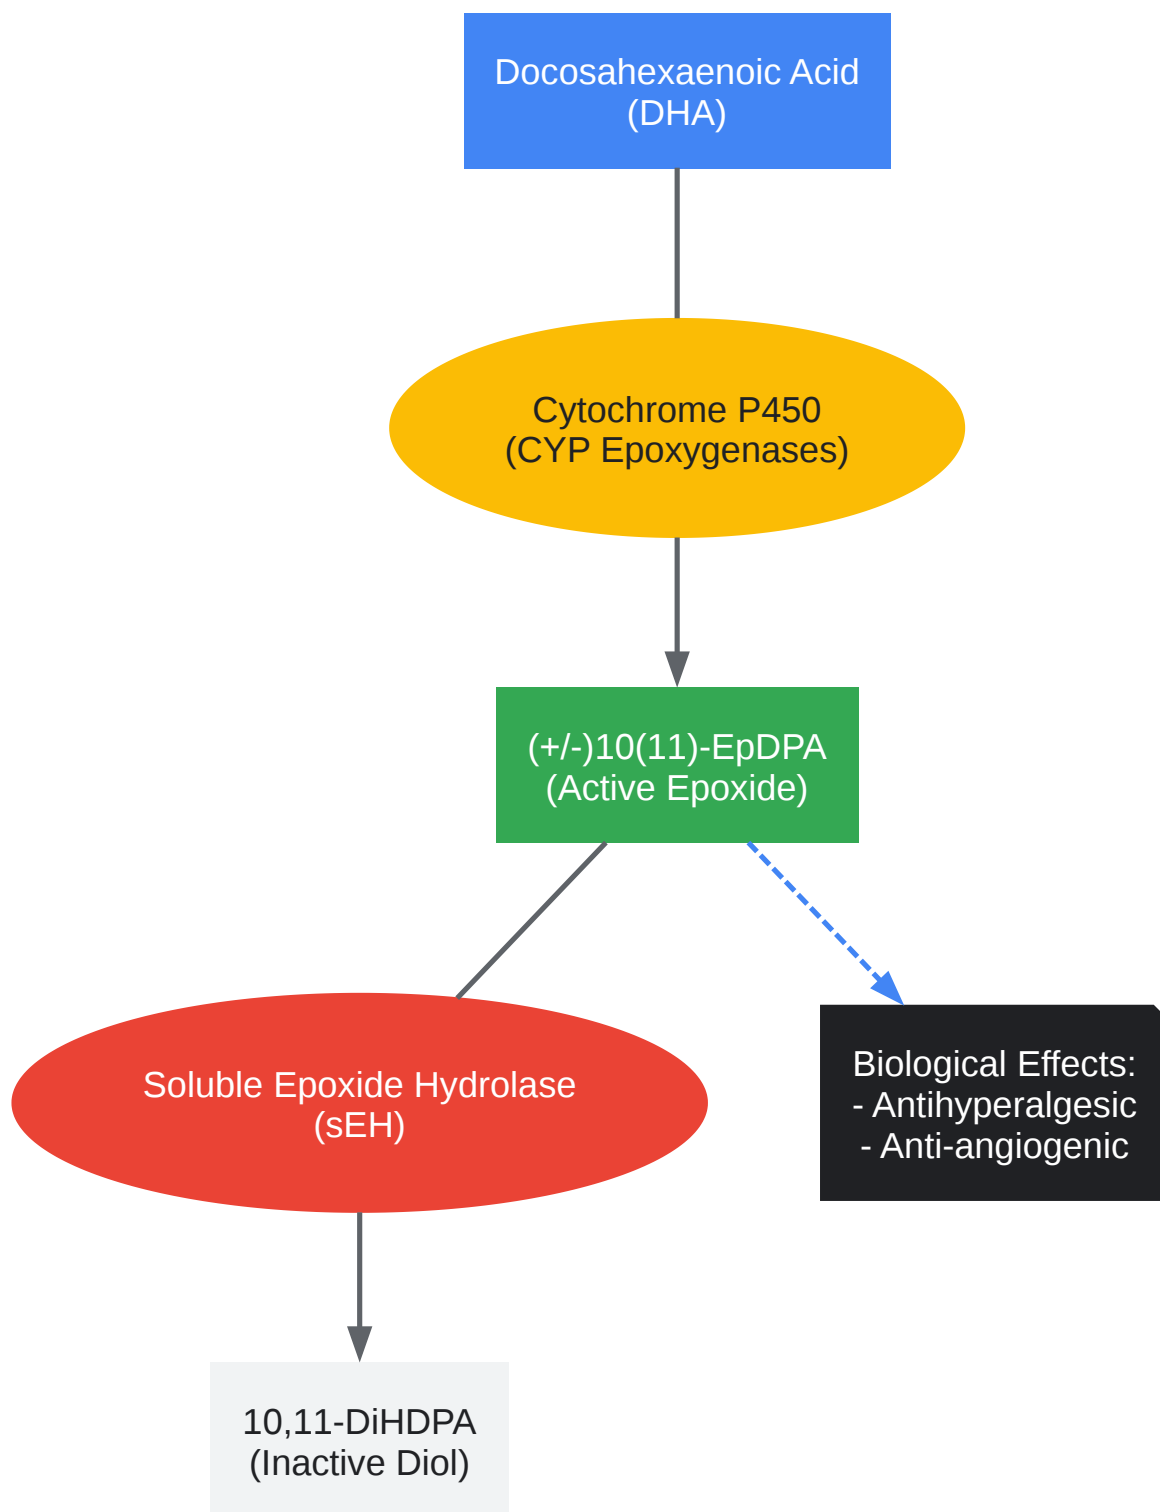 Docosahexaenoic Acid
(DHA)
Cytochrome P450
(CYP Epoxygenases)
(+/-)10(11)-EpDPA
(Active Epoxide)
Soluble Epoxide Hydrolase
(sEH)
Biological Effects:
- Antihyperalgesic
- Anti-angiogenic
10,11-DiHDPA
(Inactive Diol)